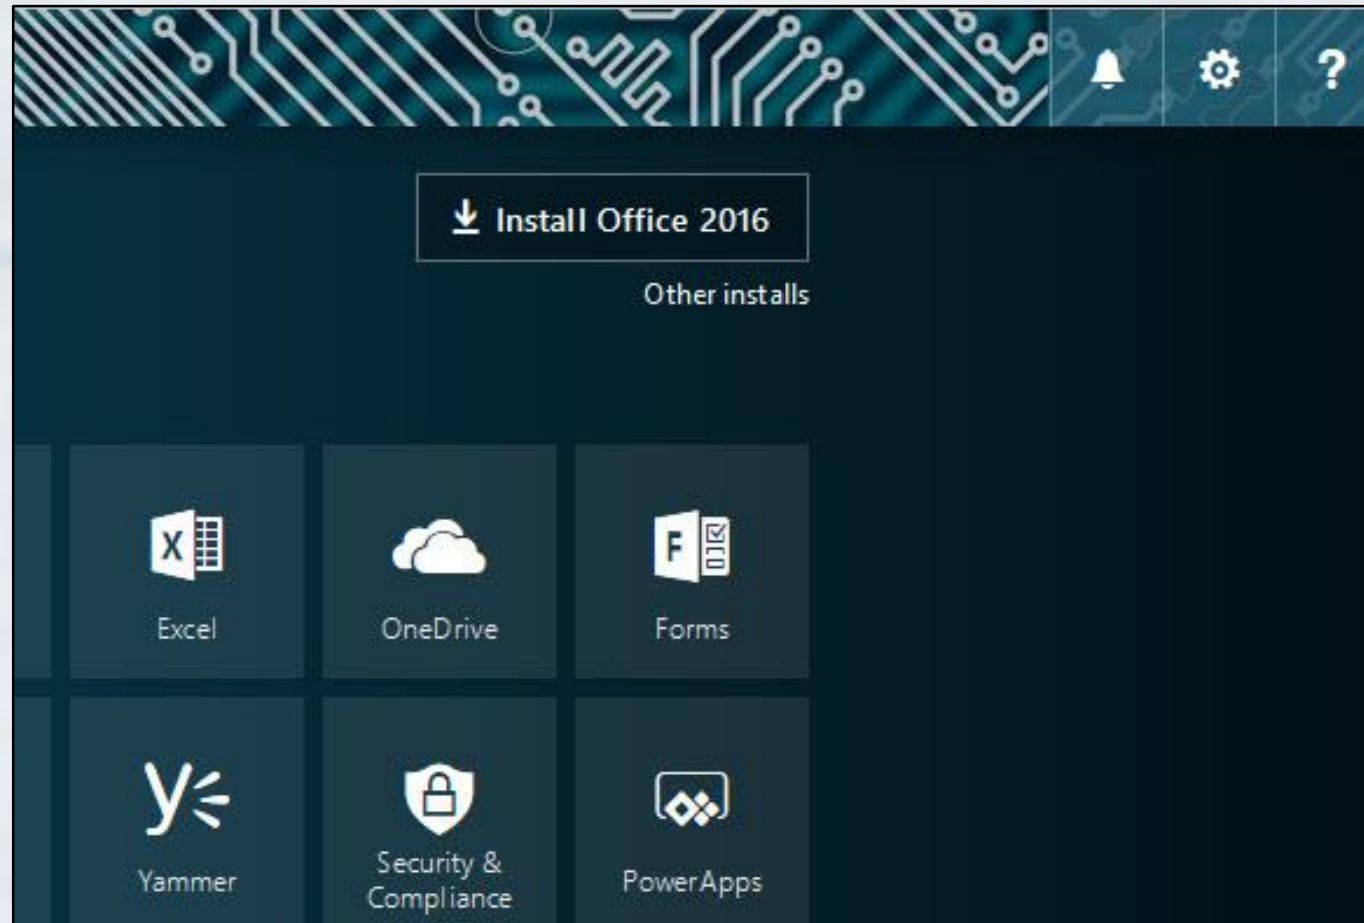 ?
Install Office 2016
Other installs
X
F
Excel
OneDrive
Forms
y
Yammer
Security &
Compliance
PowerApps